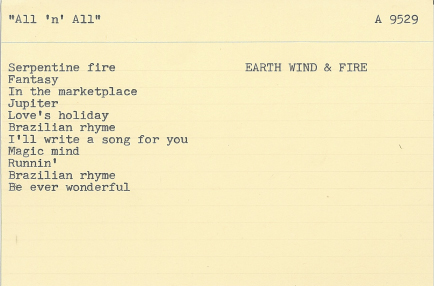 "All 'n' All" A 9529
Serpentine fire EARTH WIND & FIRE
Fantasy
In the marketplace
Jupiter
Love's holiday
Brazilian rhyme
I'll write a song for you
Magic mind
Runnin'
Brazilian rhyme
Be ever wonderful